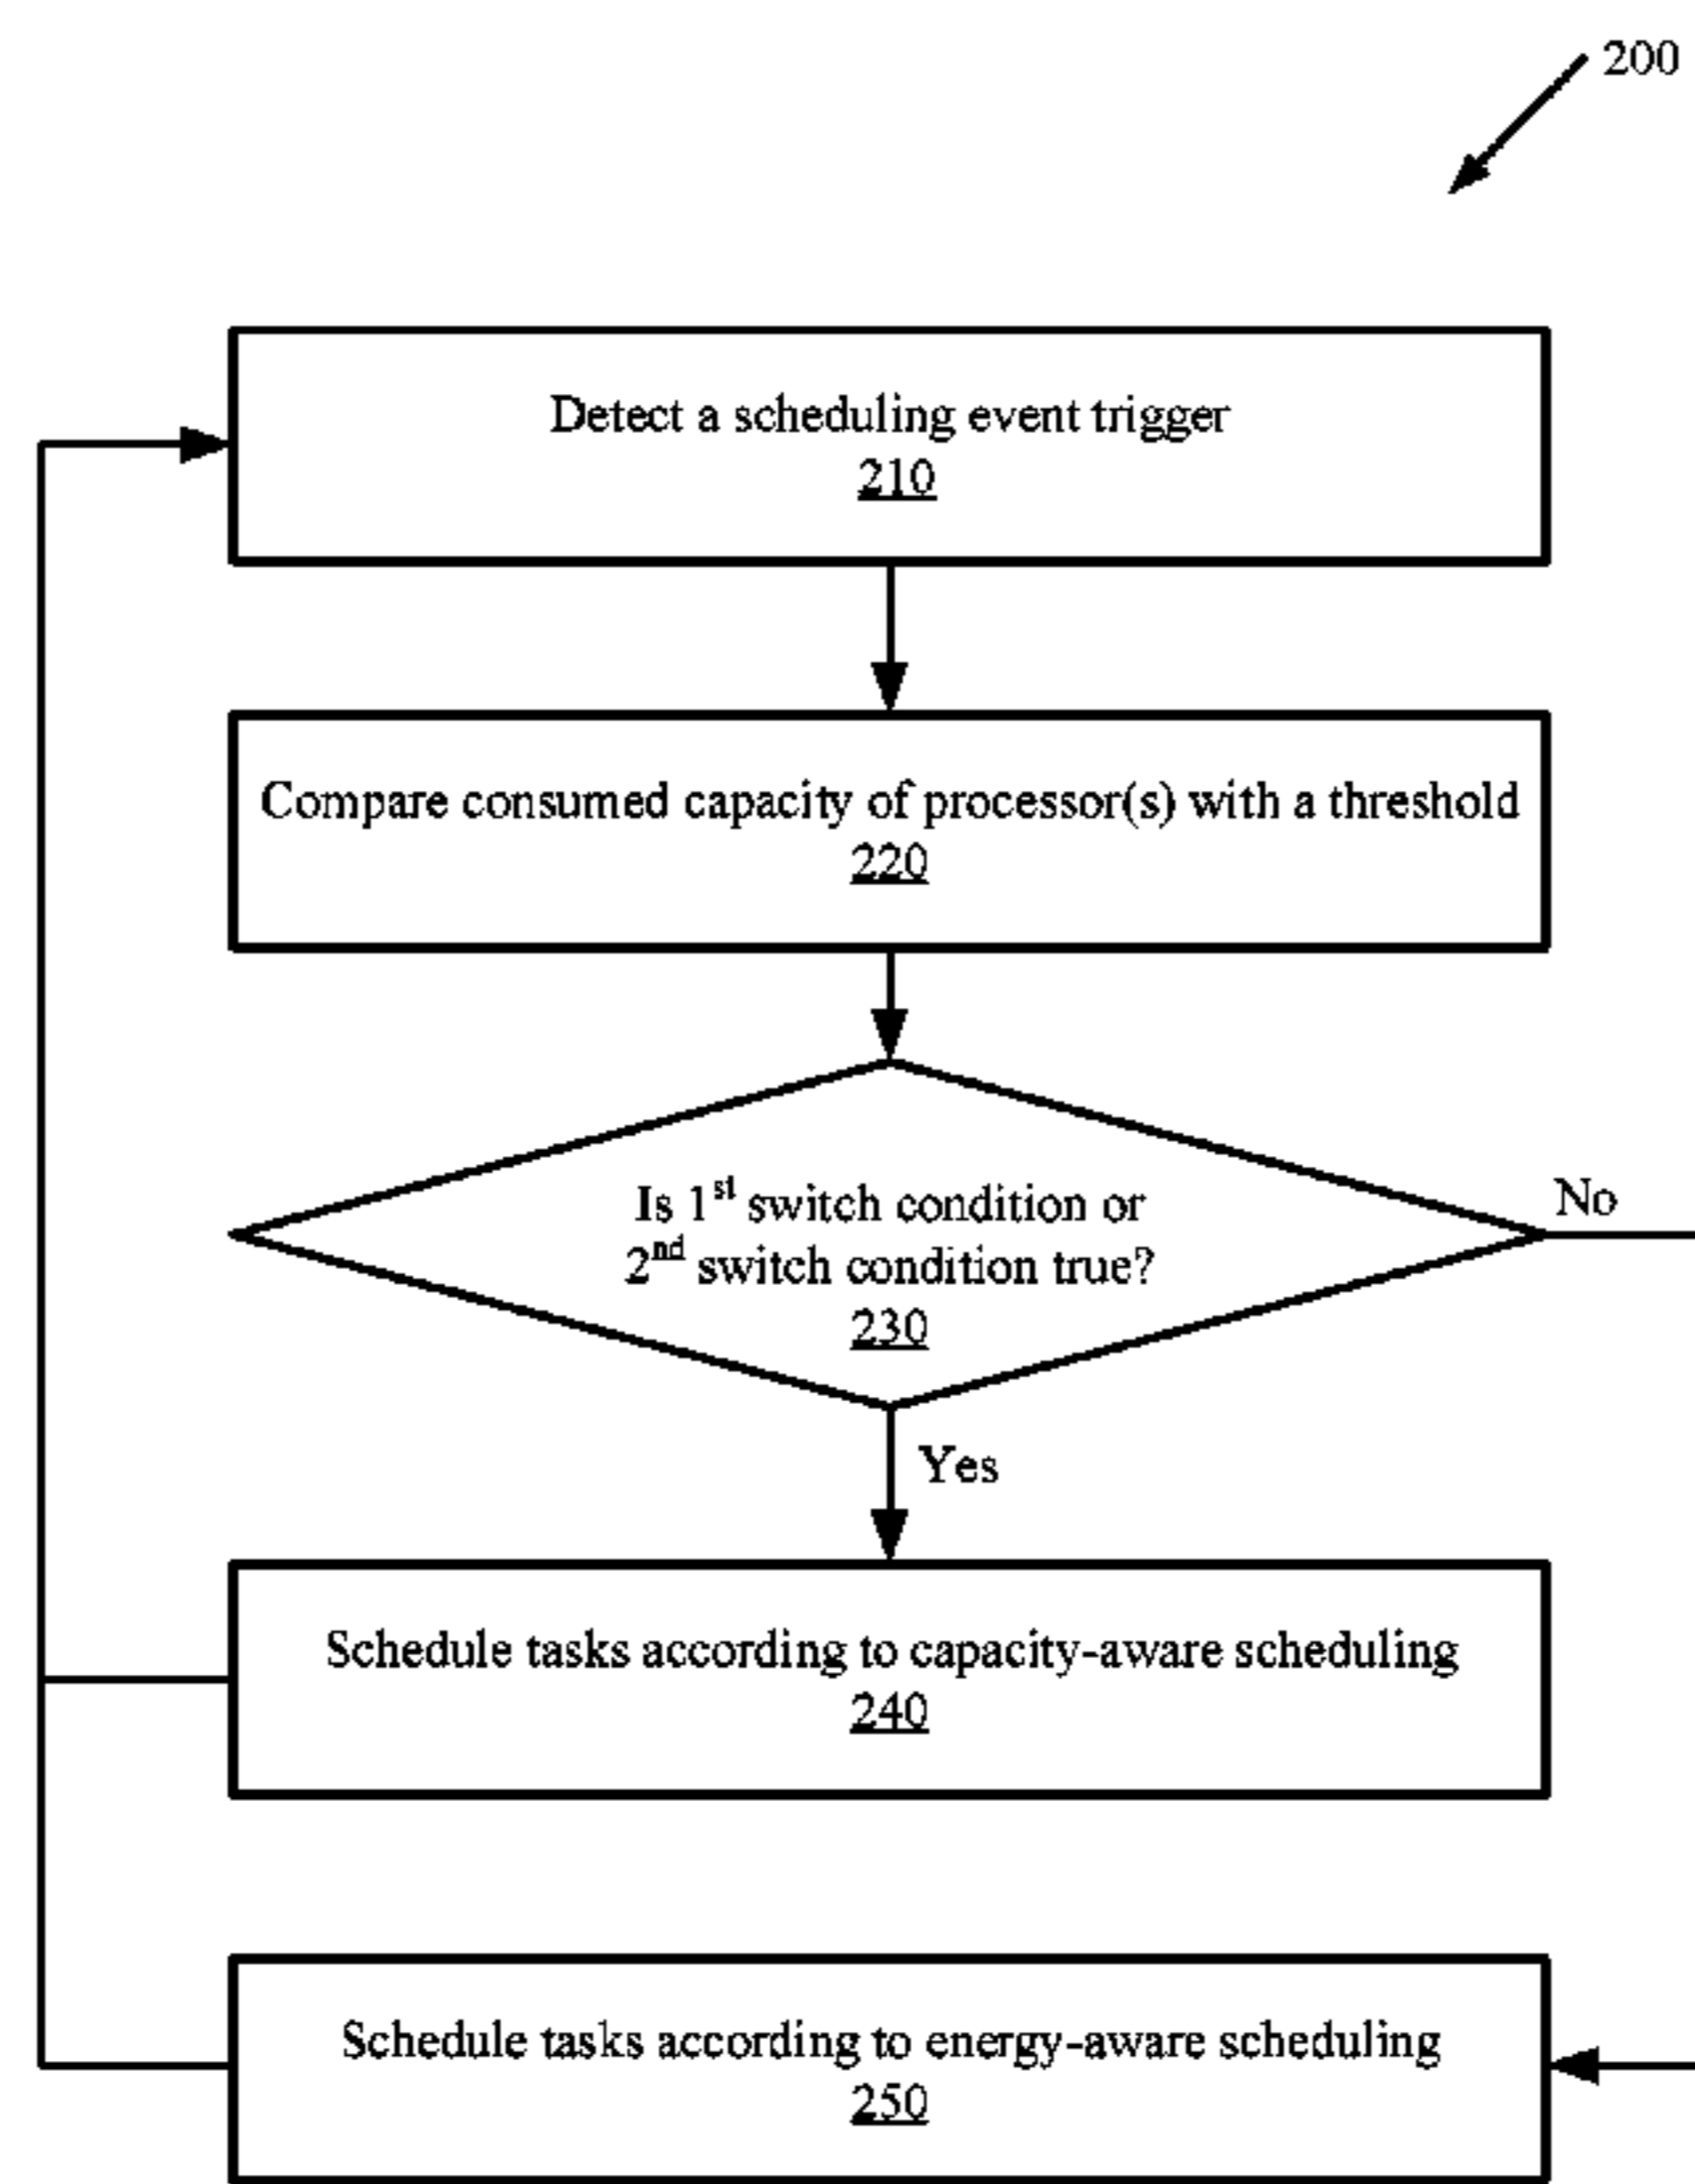 200
Detect a scheduling event trigger
210
Compare consumed capacity of processor(s) with a threshold
220
Is 1st switch condition or
2nd switch condition true?
230
No
Yes
Schedule tasks according to capacity-aware scheduling
240
Schedule tasks according to energy-aware scheduling
250